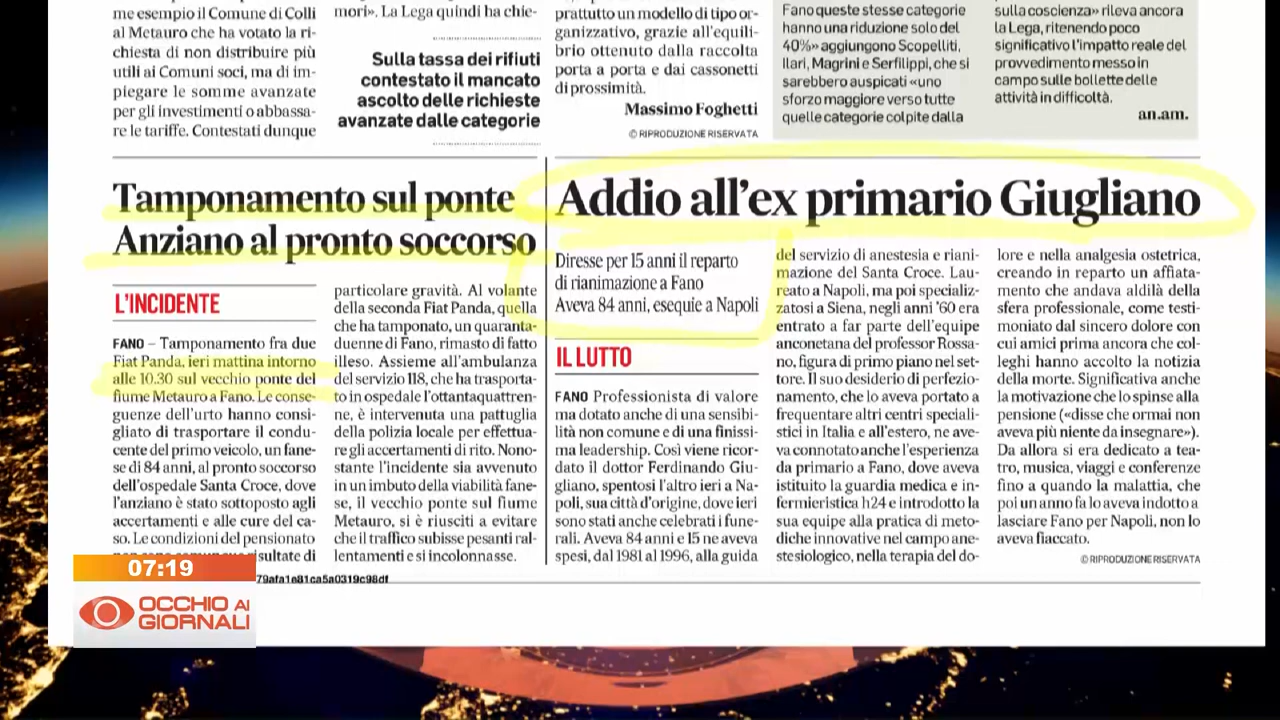 me esempio il Comune di Colli
al Metauro che ha votato la ri-
chiesta di non distribuire più
utili ai Comuni soci, ma di im-
piegare le somme avanzate
per gli investimenti o abbassa-
re le tariffe. Contestati dunque
mori». La Lega quindi ha chie-
Sulla tassa dei rifiuti
contestato il mancato
ascolto delle richieste
avanzate dalle categorie
prattutto un modello di tipo or-
ganizzativo, grazie all'equili-
brio ottenuto dalla raccolta
porta a porta e dai cassonetti
di prossimità.
Massimo Foghetti
© RIPRODUZIONE RISERVATA
Fano queste stesse categorie
hanno una riduzione solo del
40%» aggiungono Scopelliti,
Ilari, Magrini e Serfilippi, che si
sarebbero auspicati «uno
sforzo maggiore verso tutte
quelle categorie colpite dalla
sulla coscienza» rileva ancora
la Lega, ritenendo poco
significativo l'impatto reale del
provvedimento messo in
campo sulle bollette delle
attività in difficoltà.
an.am.
Tamponamento sul ponte
Anziano al pronto soccorso
L'INCIDENTE
FANO – Tamponamento fra due
Fiat Panda, ieri mattina intorno
alle 10.30 sul vecchio ponte del
fiume Metauro a Fano. Le conse-
guenze dell'urto hanno consi-
gliato di trasportare il condu-
cente del primo veicolo, un fane-
se di 84 anni, al pronto soccorso
dell'ospedale Santa Croce, dove
l'anziano è stato sottoposto agli
accertamenti e alle cure del ca-
so. Le condizioni del pensionato
risultate di
particolare gravità. Al volante
della seconda Fiat Panda, quella
che ha tamponato, un quaranta-
duenne di Fano, rimasto di fatto
illeso. Assieme all'ambulanza
del servizio 118, che ha trasporta-
to in ospedale l'ottantaquattren-
ne, è intervenuta una pattuglia
della polizia locale per effettua-
re gli accertamenti di rito. Nono-
stante l'incidente sia avvenuto
in un imbuto della viabilità fane-
se, il vecchio ponte sul fiume
Metauro, si è riusciti a evitare
che il traffico subisse pesanti ral-
lentamenti e si incolonnasse.
Addio all'ex primario Giugliano
Diresse per 15 anni il reparto
di rianimazione a Fano
Aveva 84 anni, esequie a Napoli
IL LUTTO
FANO Professionista di valore
ma dotato anche di una sensibi-
lità non comune e di una finissi-
ma leadership. Così viene ricor-
dato il dottor Ferdinando Giu-
gliano, spentosi l'altro ieri a Na-
poli, sua città d'origine, dove ieri
sono stati anche celebrati i fune-
rali. Aveva 84 anni e 15 ne aveva
spesi, dal 1981 al 1996, alla guida
del servizio di anestesia e riani-
mazione del Santa Croce. Lau-
reato a Napoli, ma poi specializ-
zatosi a Siena, negli anni '60 era
entrato a far parte dell'equipe
anconetana del professor Rossa-
no, figura di primo piano nel set-
tore. Il suo desiderio di perfezio-
namento, che lo aveva portato a
frequentare altri centri speciali-
stici in Italia e all'estero, ne ave-
va connotato anche l'esperienza
da primario a Fano, dove aveva
istituito la guardia medica e in-
fermieristica h24 e introdotto la
sua equipe alla pratica di meto-
diche innovative nel campo ane-
stesiologico, nella terapia del do-
lore e nella analgesia ostetrica,
creando in reparto un affiata-
mento che andava aldilà della
sfera professionale, come testi-
moniato dal sincero dolore con
cui amici prima ancora che col-
leghi hanno accolto la notizia
della morte. Significativa anche
la motivazione che lo spinse alla
pensione («disse che ormai non
aveva più niente da insegnare»).
Da allora si era dedicato a tea-
tro, musica, viaggi e conferenze
fino a quando la malattia, che
poi un anno fa lo aveva indotto a
lasciare Fano per Napoli, non lo
aveva fiaccato.
© RIPRODUZIONE RISERVATA
79afa1e81ca5a0319c98df
07:19
OCCHIO AI
GIORNALI